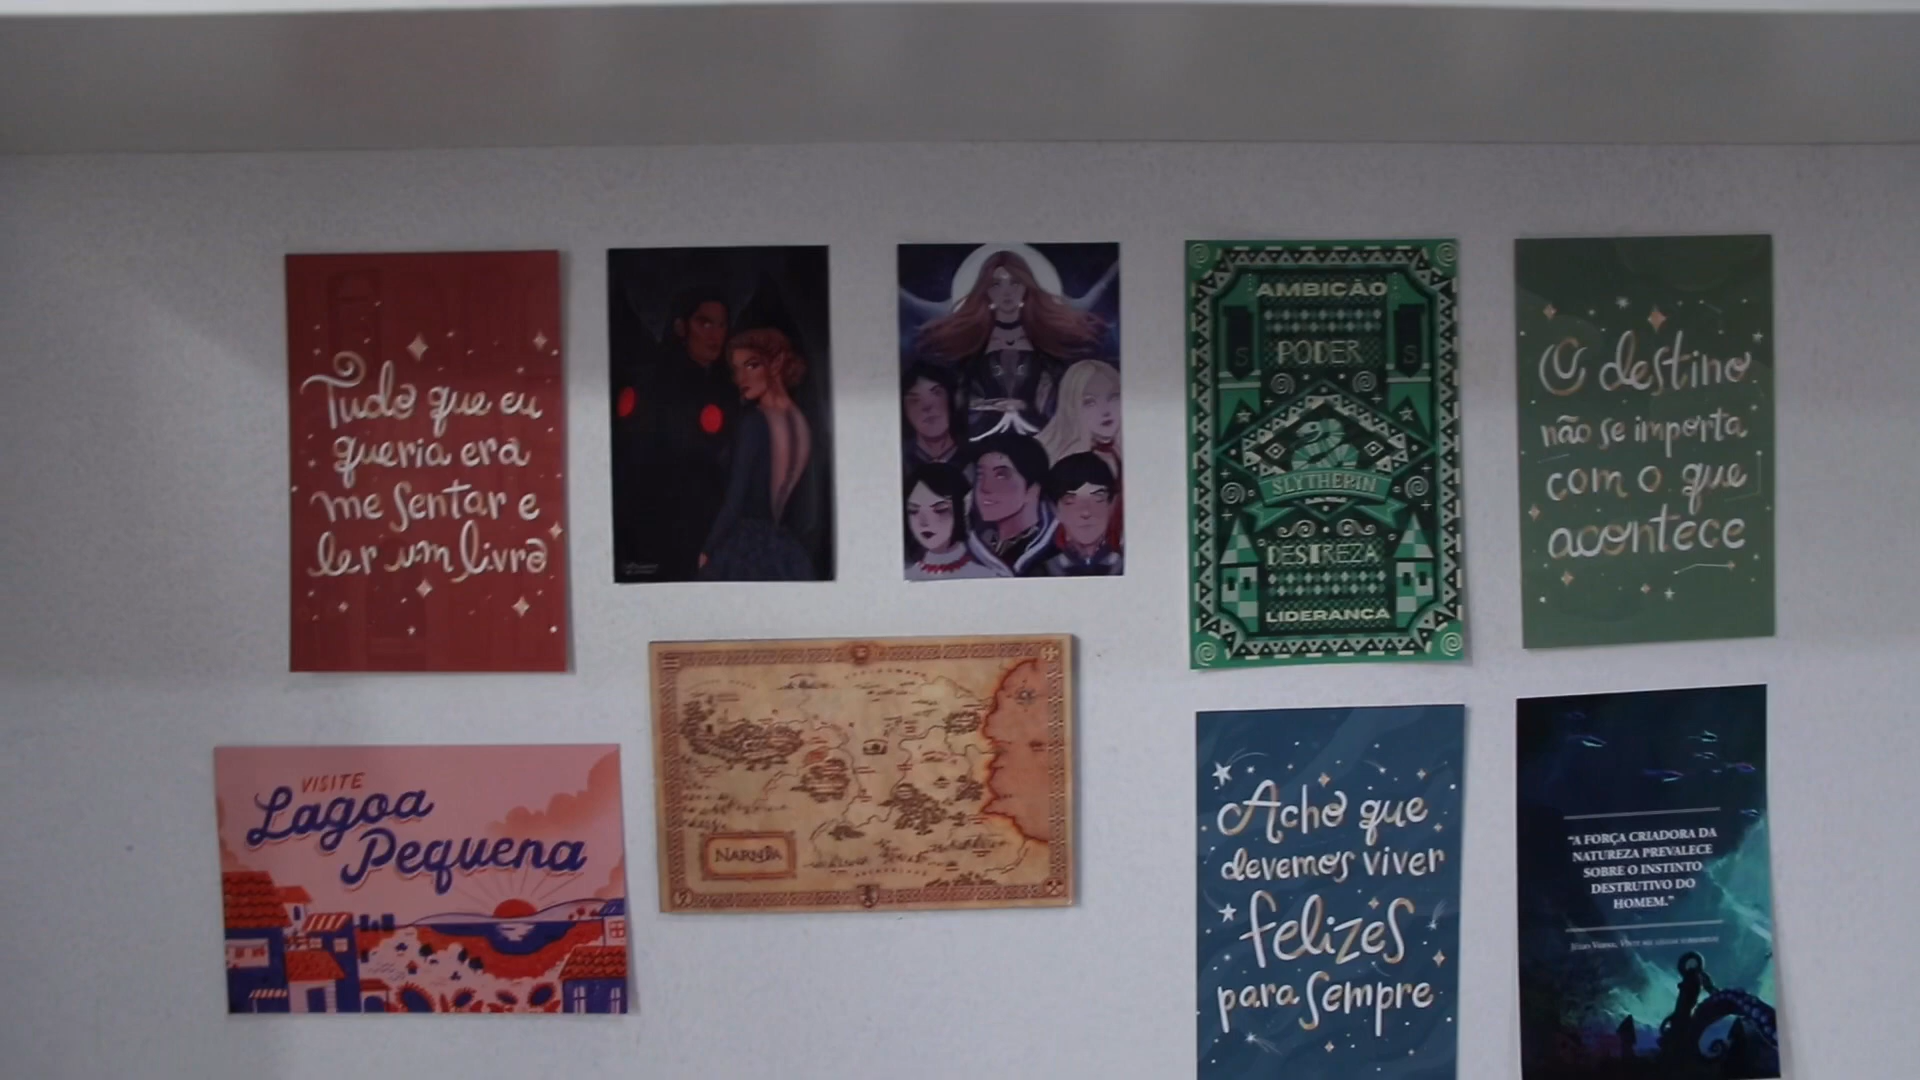 Tudo que eu
queria era
me sentar e
ler um livro
AMBIÇÃO
PODER
S
S
SLYTHERIN
DESTREZA
LIDERANÇA
O destino
não se importa
com o que
acontece
VISITE
Lagoa
Pequena
NARNIA
Acho que
devemos viver
felizes
para sempre
“A FORÇA CRIADORA DA
NATUREZA PREVALECE
SOBRE O INSTINTO
DESTRUTIVO DO
HOMEM.”